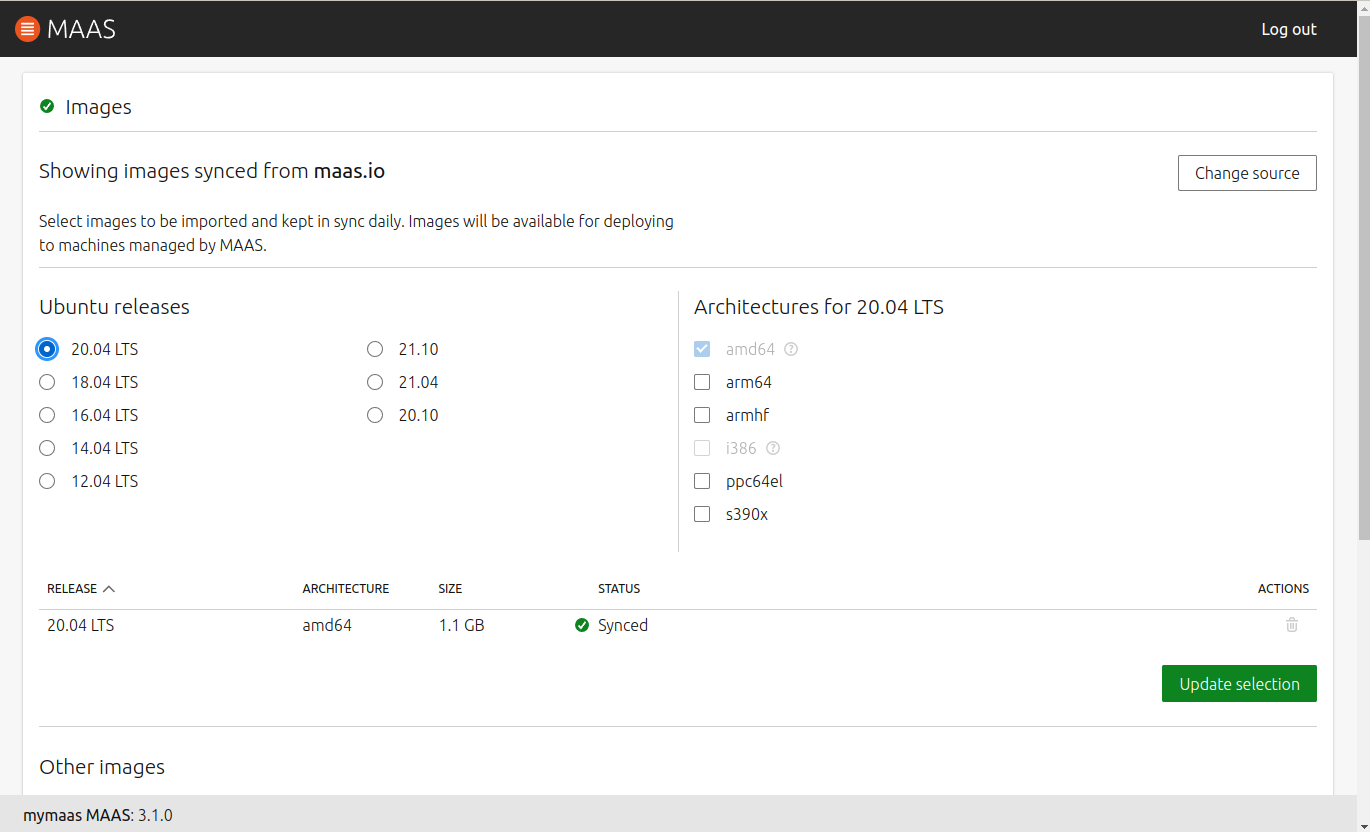 MAAS
Log out
Images
Showing images synced from maas.io
Change source
Select images to be imported and kept in sync daily. Images will be available for deploying
to machines managed by MAAS.
Ubuntu releases
20.04 LTS
18.04 LTS
16.04 LTS
14.04 LTS
12.04 LTS
21.10
21.04
20.10
Architectures for 20.04 LTS
amd64
arm64
armhf
i386
ppc64el
s390x
RELEASE ARCHITECTURE SIZE STATUS ACTIONS
20.04 LTS amd64 1.1 GB Synced
Update selection
Other images
mymaas MAAS: 3.1.0